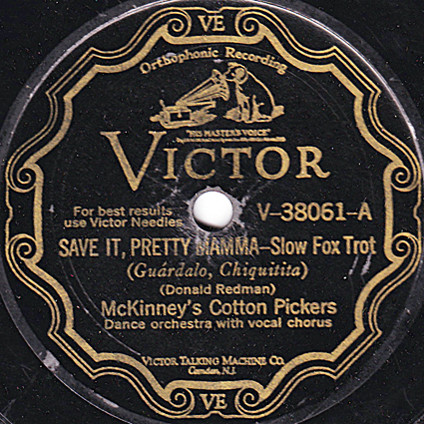 VE
Orthophonic Recording
"HIS MASTER'S VOICE"
VICTOR
For best results
use Victor Needles
V-38061-A
SAVE IT, PRETTY MAMMA-Slow Fox Trot
(Guárdalo, Chiquitita)
(Donald Redman)
McKinney's Cotton Pickers
Dance orchestra with vocal chorus
VICTOR TALKING MACHINE CO.
Camden, N.J.
VE